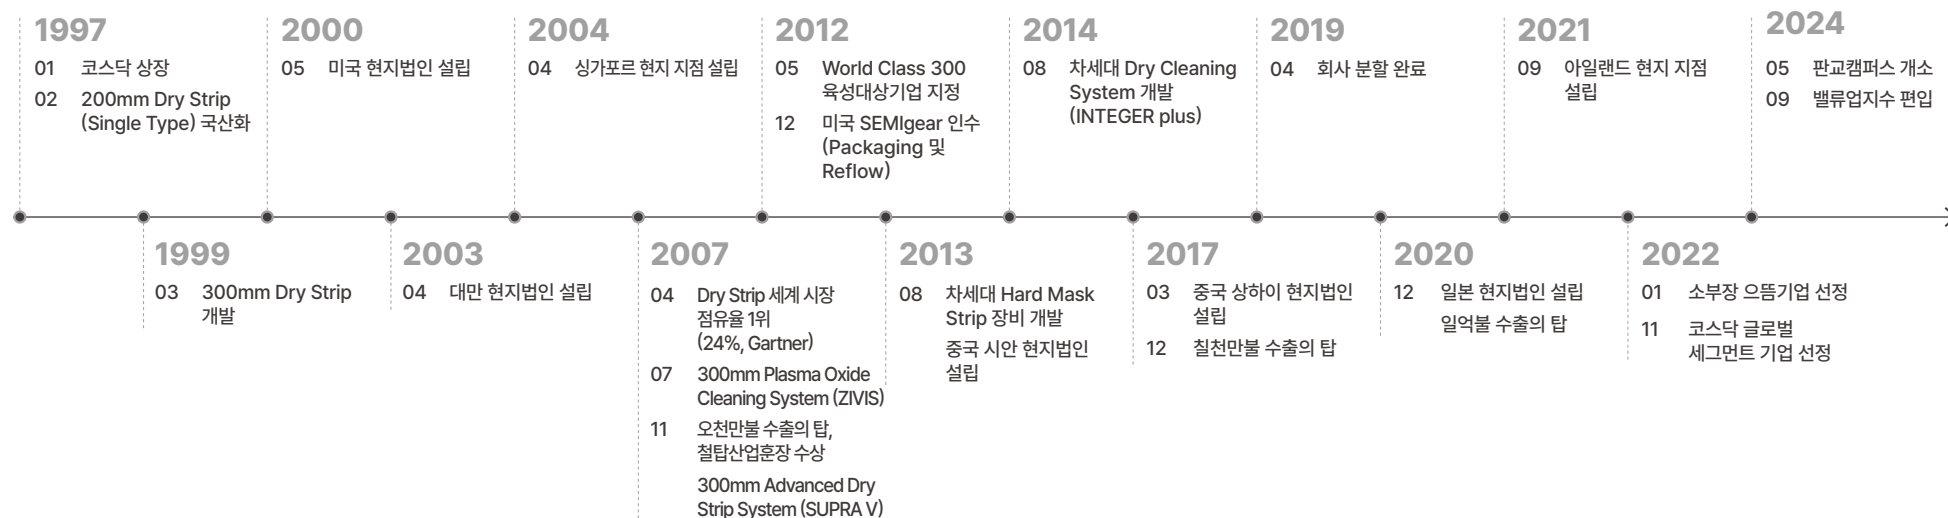 1997
01 코스닥 상장
02 200mm Dry Strip
(Single Type) 국산화
1999
03 300mm Dry Strip
개발
2000
05 미국 현지법인 설립
2003
04 대만 현지법인 설립
2004
04 싱가포르 현지 지점 설립
2007
04 Dry Strip 세계 시장
점유율 1위
(24%, Gartner)
07 300mm Plasma Oxide
Cleaning System (ZIVIS)
11 오천만불 수출의 탑,
철탑산업훈장 수상
300mm Advanced Dry
Strip System (SUPRA V)
2012
05 World Class 300
육성대상기업 지정
12 미국 SEMIgear 인수
(Packaging 및
Reflow)
2013
08 차세대 Hard Mask
Strip 장비 개발
중국 시안 현지법인
설립
2014
08 차세대 Dry Cleaning
System 개발
(INTEGER plus)
2017
03 중국 상하이 현지법인
설립
12 칠천만불 수출의 탑
2019
04 회사 분할 완료
2020
12 일본 현지법인 설립
일억불 수출의 탑
2021
09 아일랜드 현지 지점
설립
2022
01 소부장 으뜸기업 선정
11 코스닥 글로벌
세그먼트 기업 선정
2024
05 판교캠퍼스 개소
09 밸류업지수 편입